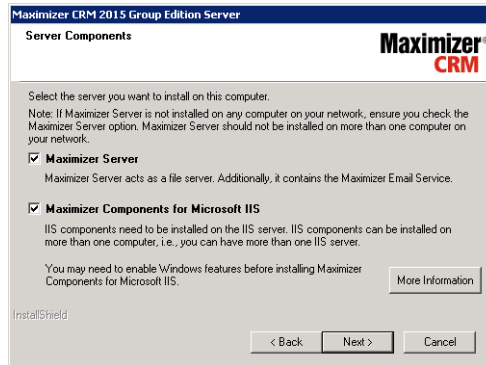 Maximizer CRM 2015 Group Edition Server
Server Components
Maximizer®
CRM
Select the server you want to install on this computer.
Note: If Maximizer Server is not installed on any computer on your network, ensure you check the
Maximizer Server option. Maximizer Server should not be installed on more than one computer on
your network.
Maximizer Server
Maximizer Server acts as a file server. Additionally, it contains the Maximizer Email Service.
Maximizer Components for Microsoft IIS
IIS components need to be installed on the IIS server. IIS components can be installed on
more than one computer, i.e., you can have more than one IIS server.
You may need to enable Windows features before installing Maximizer
Components for Microsoft IIS.
More Information
InstallShield
< Back
Next >
Cancel